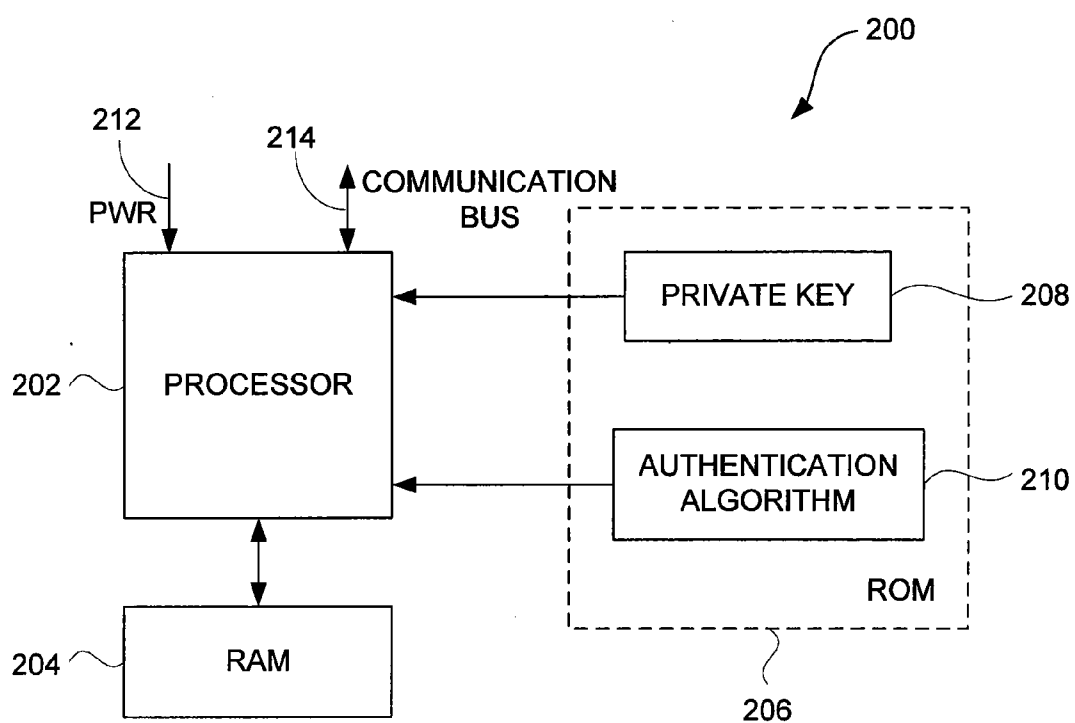 200
212
214
PWR
COMMUNICATION
BUS
PRIVATE KEY
208
202
PROCESSOR
AUTHENTICATION
ALGORITHM
210
ROM
204
RAM
206